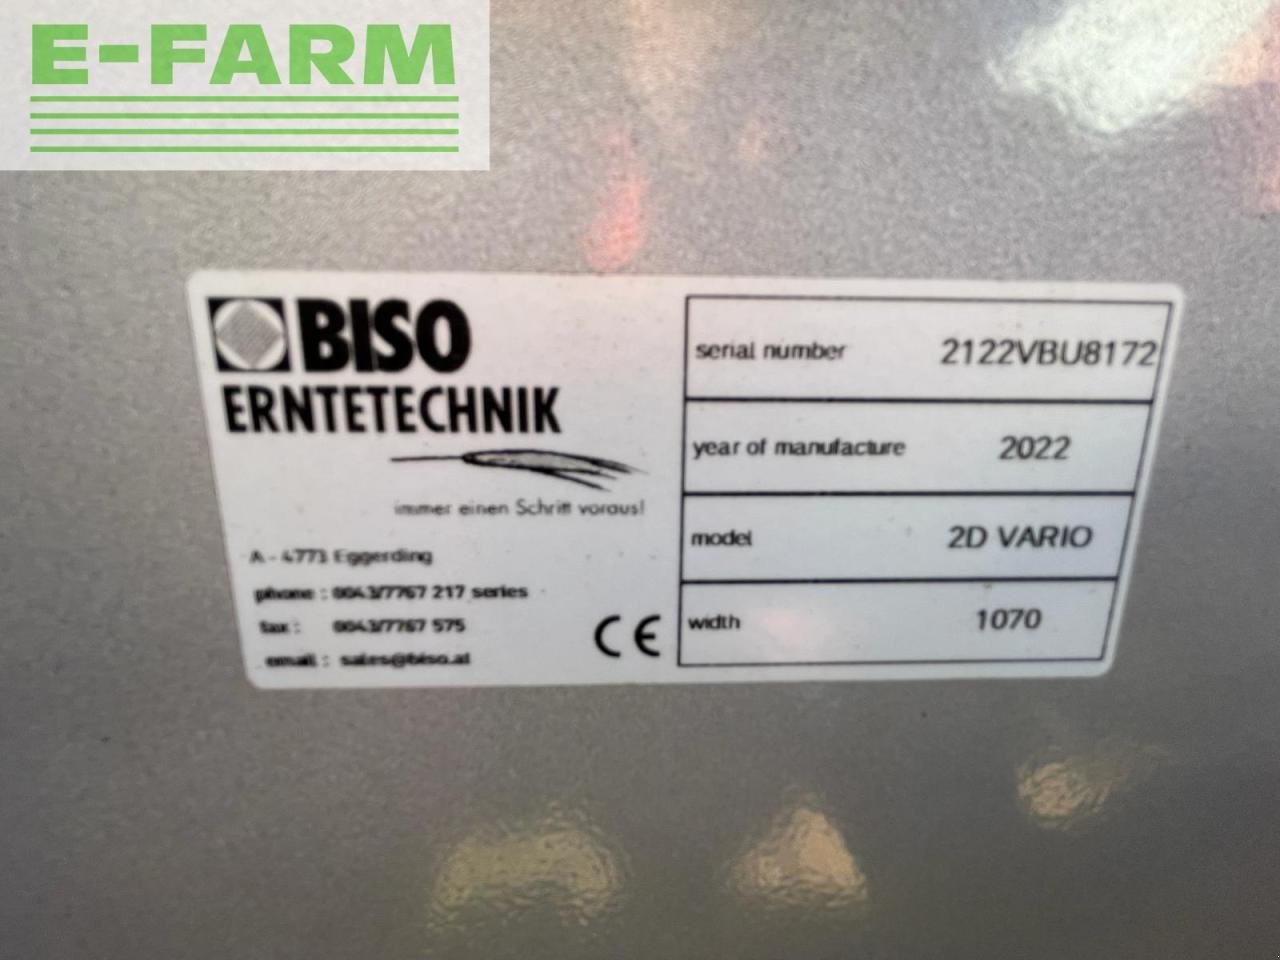 E-FARM
BISO
ERNTETECHNIK
immer einen Schritt voraus!
A - 4773 Eggerding
phone : 0043/7767 217 series
fax : 0043/7767 575
email : sales@biso.at
CE
serial number 2122VBU8172
year of manufacture 2022
model 2D VARIO
width 1070